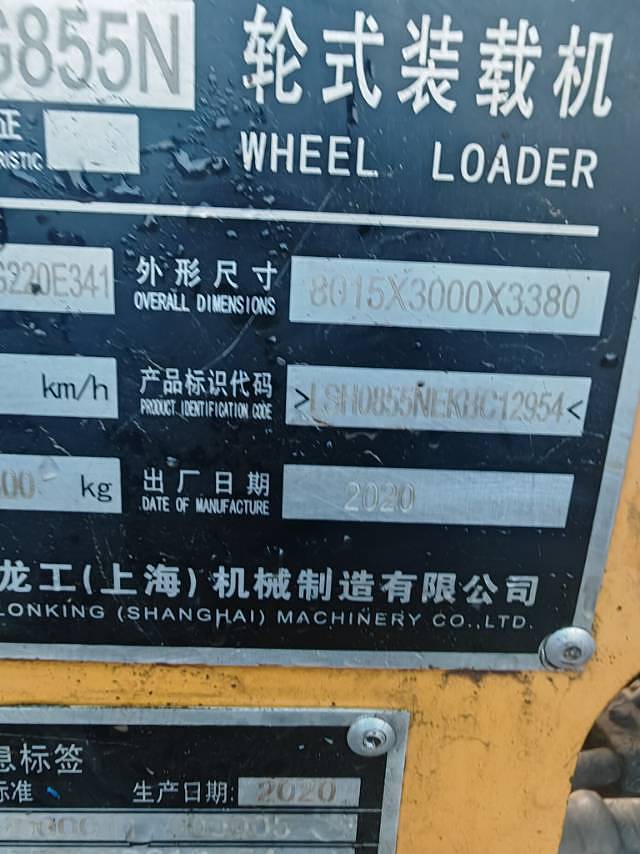 G855N 轮式装载机
WHEEL LOADER
正
RISTIC
G220E341 外形尺寸 8015X3000X3380
OVERALL DIMENSIONS
km/h 产品标识代码 >LSH0855NEKHC12954<
PRODUCT IDENTIFICATION CODE
00 kg 出厂日期 2020
DATE OF MANUFACTURE
龙工(上海)机械制造有限公司
LONKING (SHANGHAI) MACHINERY CO.,LTD.
息标签
标准 生产日期: 2020